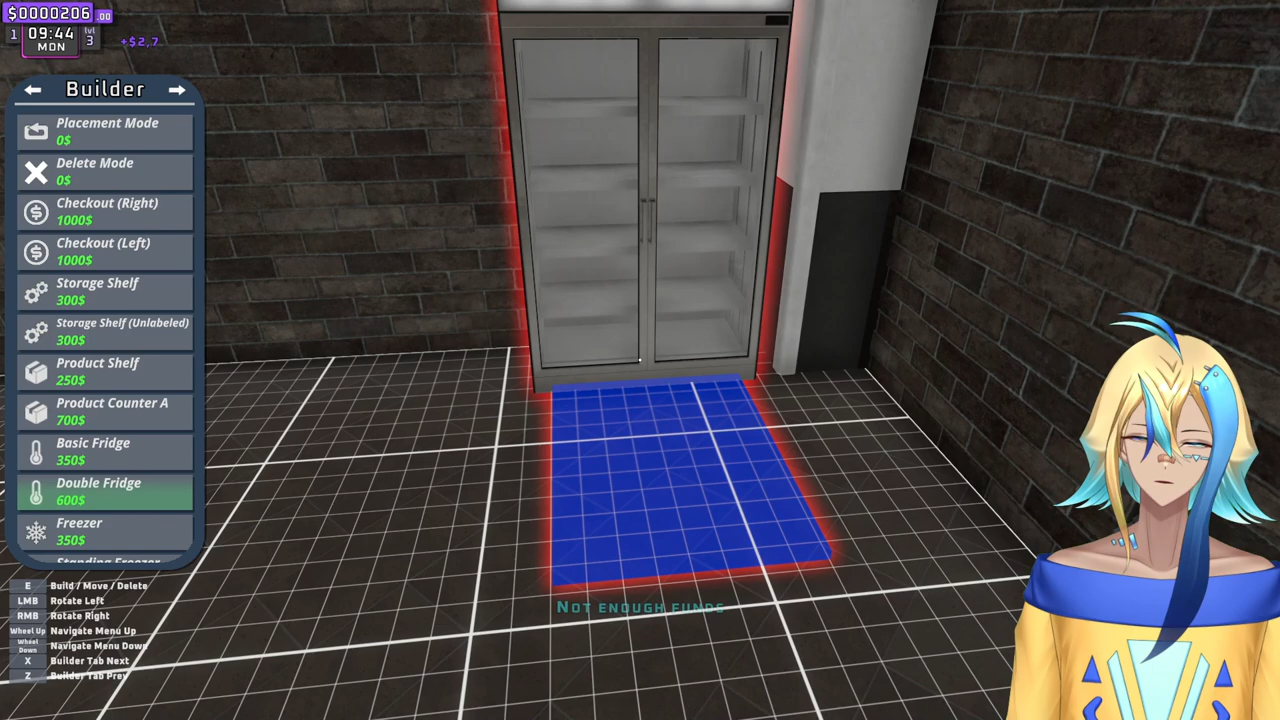 $0000206 .00
1 09:44 MON lvl 3 +$2,7
Builder
Placement Mode
0$
Delete Mode
0$
Checkout (Right)
1000$
Checkout (Left)
1000$
Storage Shelf
300$
Storage Shelf (Unlabeled)
300$
Product Shelf
250$
Product Counter A
700$
Basic Fridge
350$
Double Fridge
600$
Freezer
350$
Standing Freezer
E Build / Move / Delete
LMB Rotate Left
RMB Rotate Right
Wheel Up Navigate Menu Up
Wheel Down Navigate Menu Down
X Builder Tab Next
Z Builder Tab Prev
NOT ENOUGH FUNDS